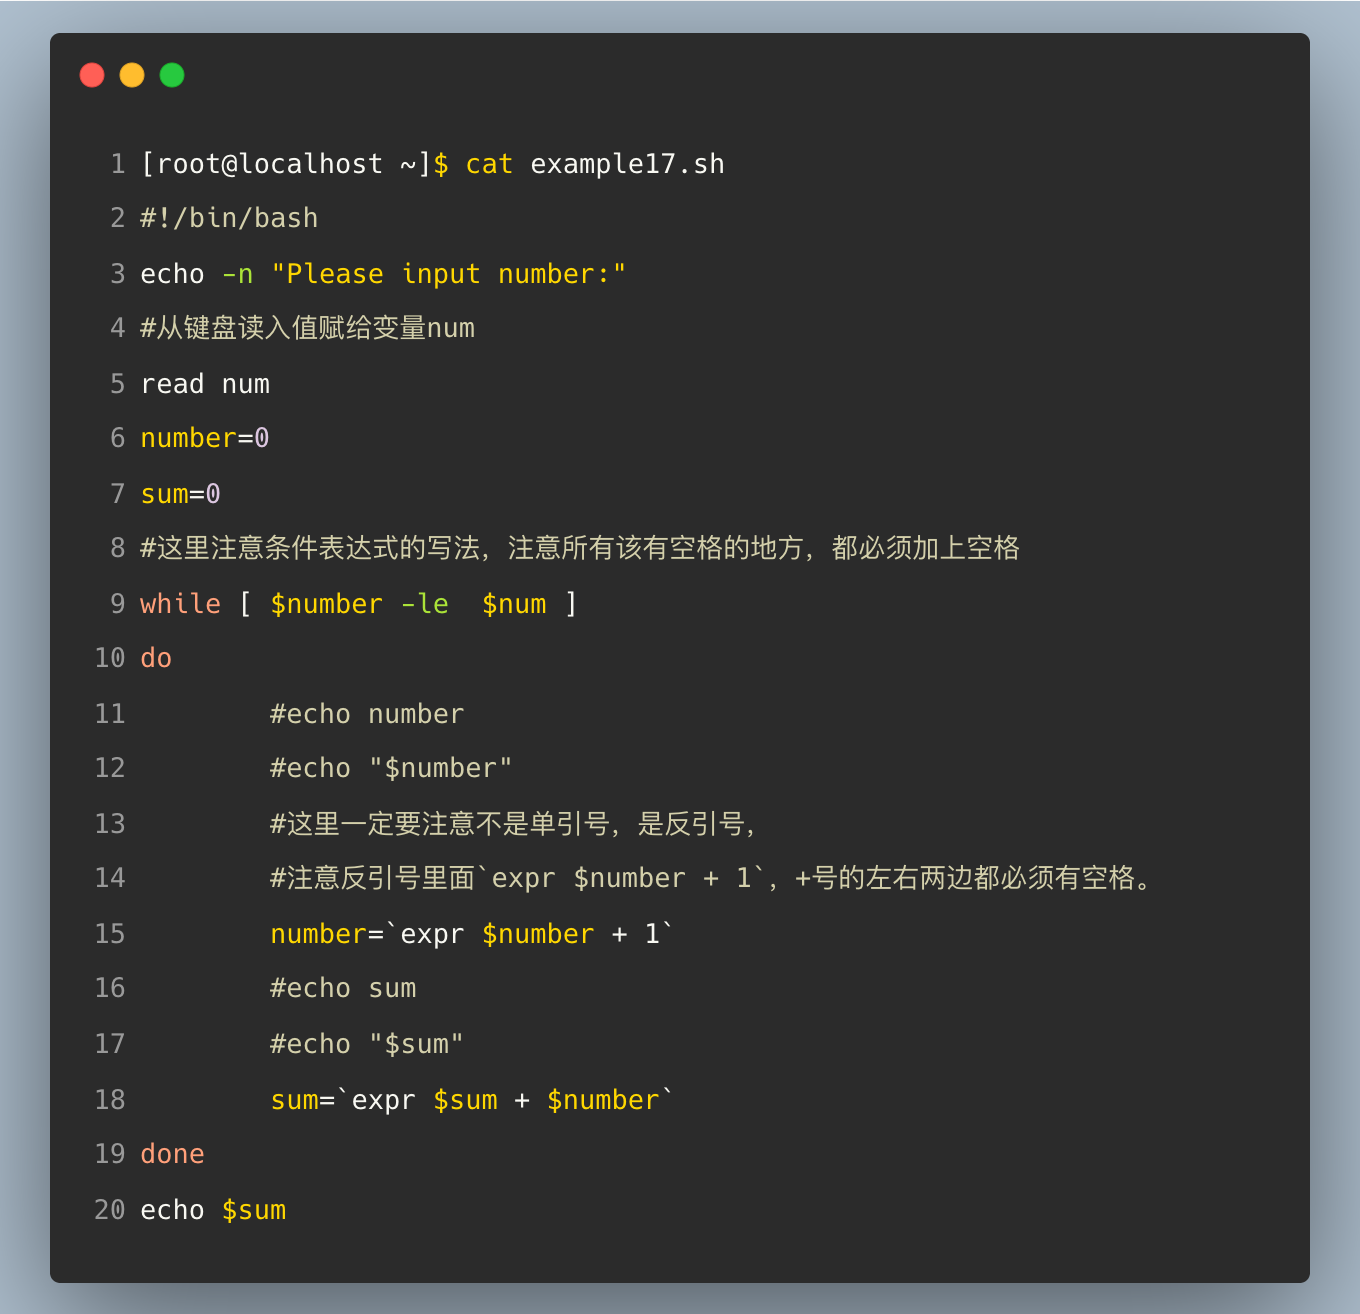 1 [root@localhost ~]$ cat example17.sh
2 #!/bin/bash
3 echo -n "Please input number:"
4 #从键盘读入值赋给变量num
5 read num
6 number=0
7 sum=0
8 #这里注意条件表达式的写法，注意所有该有空格的地方，都必须加上空格
9 while [ $number -le  $num ]
10 do
11         #echo number
12         #echo "$number"
13         #这里一定要注意不是单引号，是反引号，
14         #注意反引号里面`expr $number + 1`，+号的左右两边都必须有空格。
15         number=`expr $number + 1`
16         #echo sum
17         #echo "$sum"
18         sum=`expr $sum + $number`
19 done
20 echo $sum